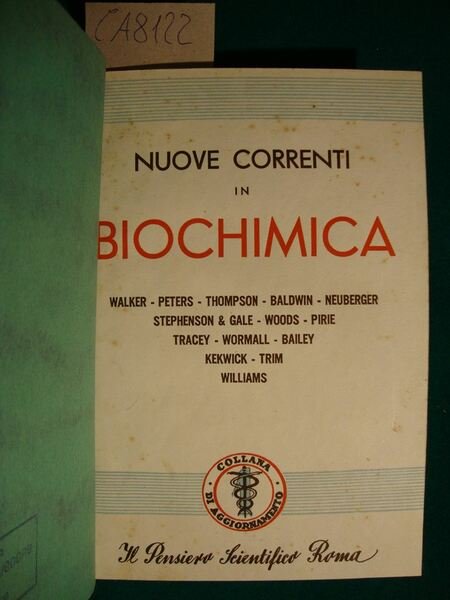 CA8122
NUOVE CORRENTI
IN
BIOCHIMICA
WALKER - PETERS - THOMPSON - BALDWIN - NEUBERGER
STEPHENSON & GALE - WOODS - PIRIE
TRACEY - WORMALL - BAILEY
KEKWICK - TRIM
WILLIAMS
COLLANA
DI AGGIORNAMENTO
Il Pensiero Scientifico Roma